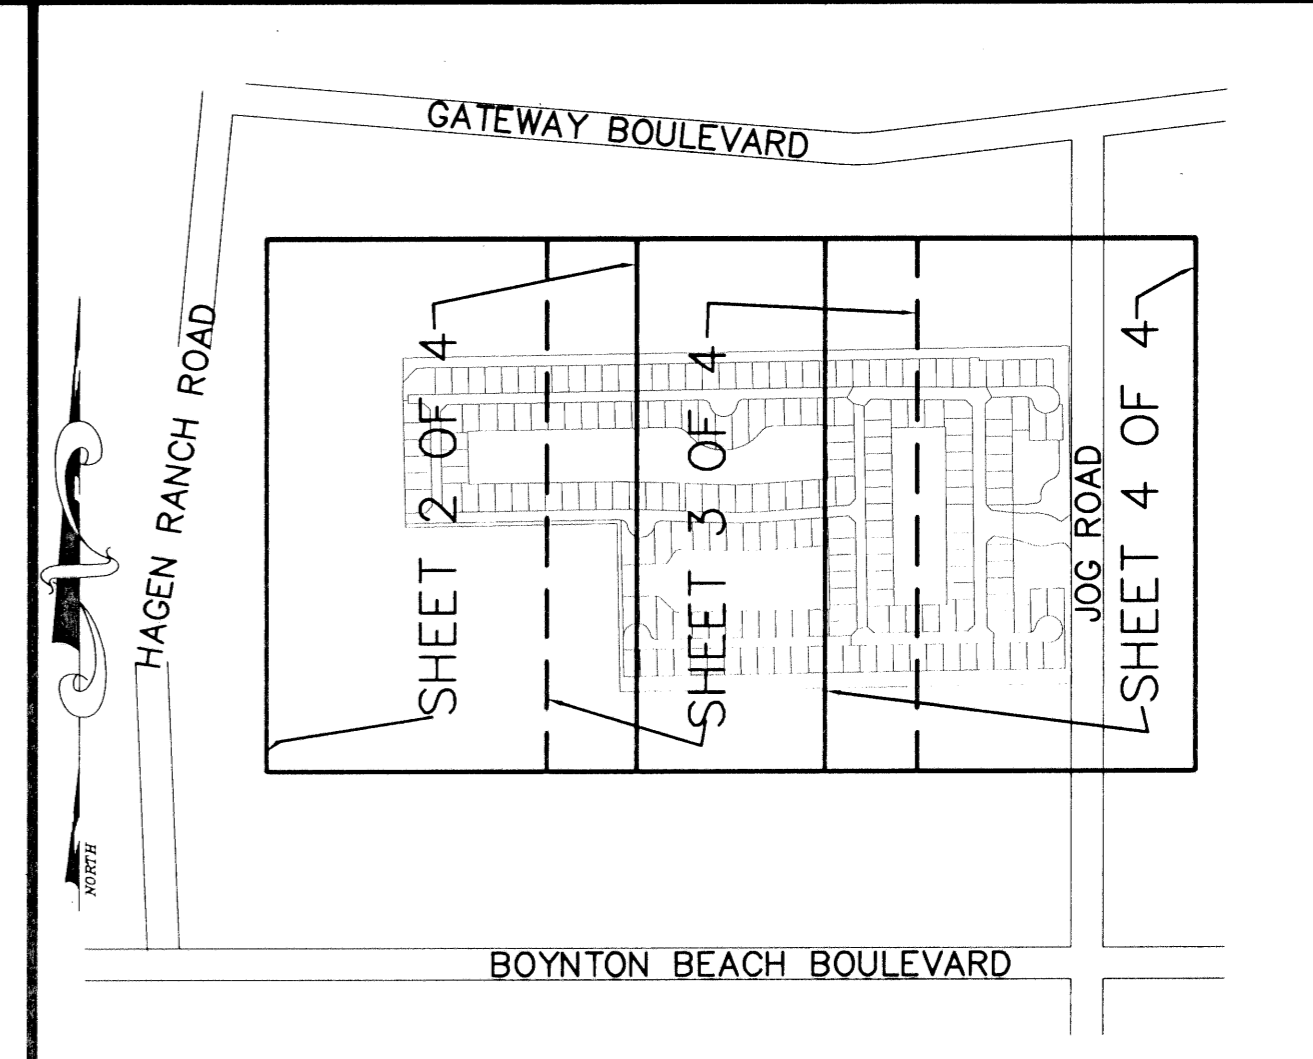 GATEWAY BOULEVARD
HAGEN RANCH ROAD
SHEET 2 OF 4
SHEET 3 OF 4
JOG ROAD
SHEET 4 OF 4
NORTH
BOYNTON BEACH BOULEVARD